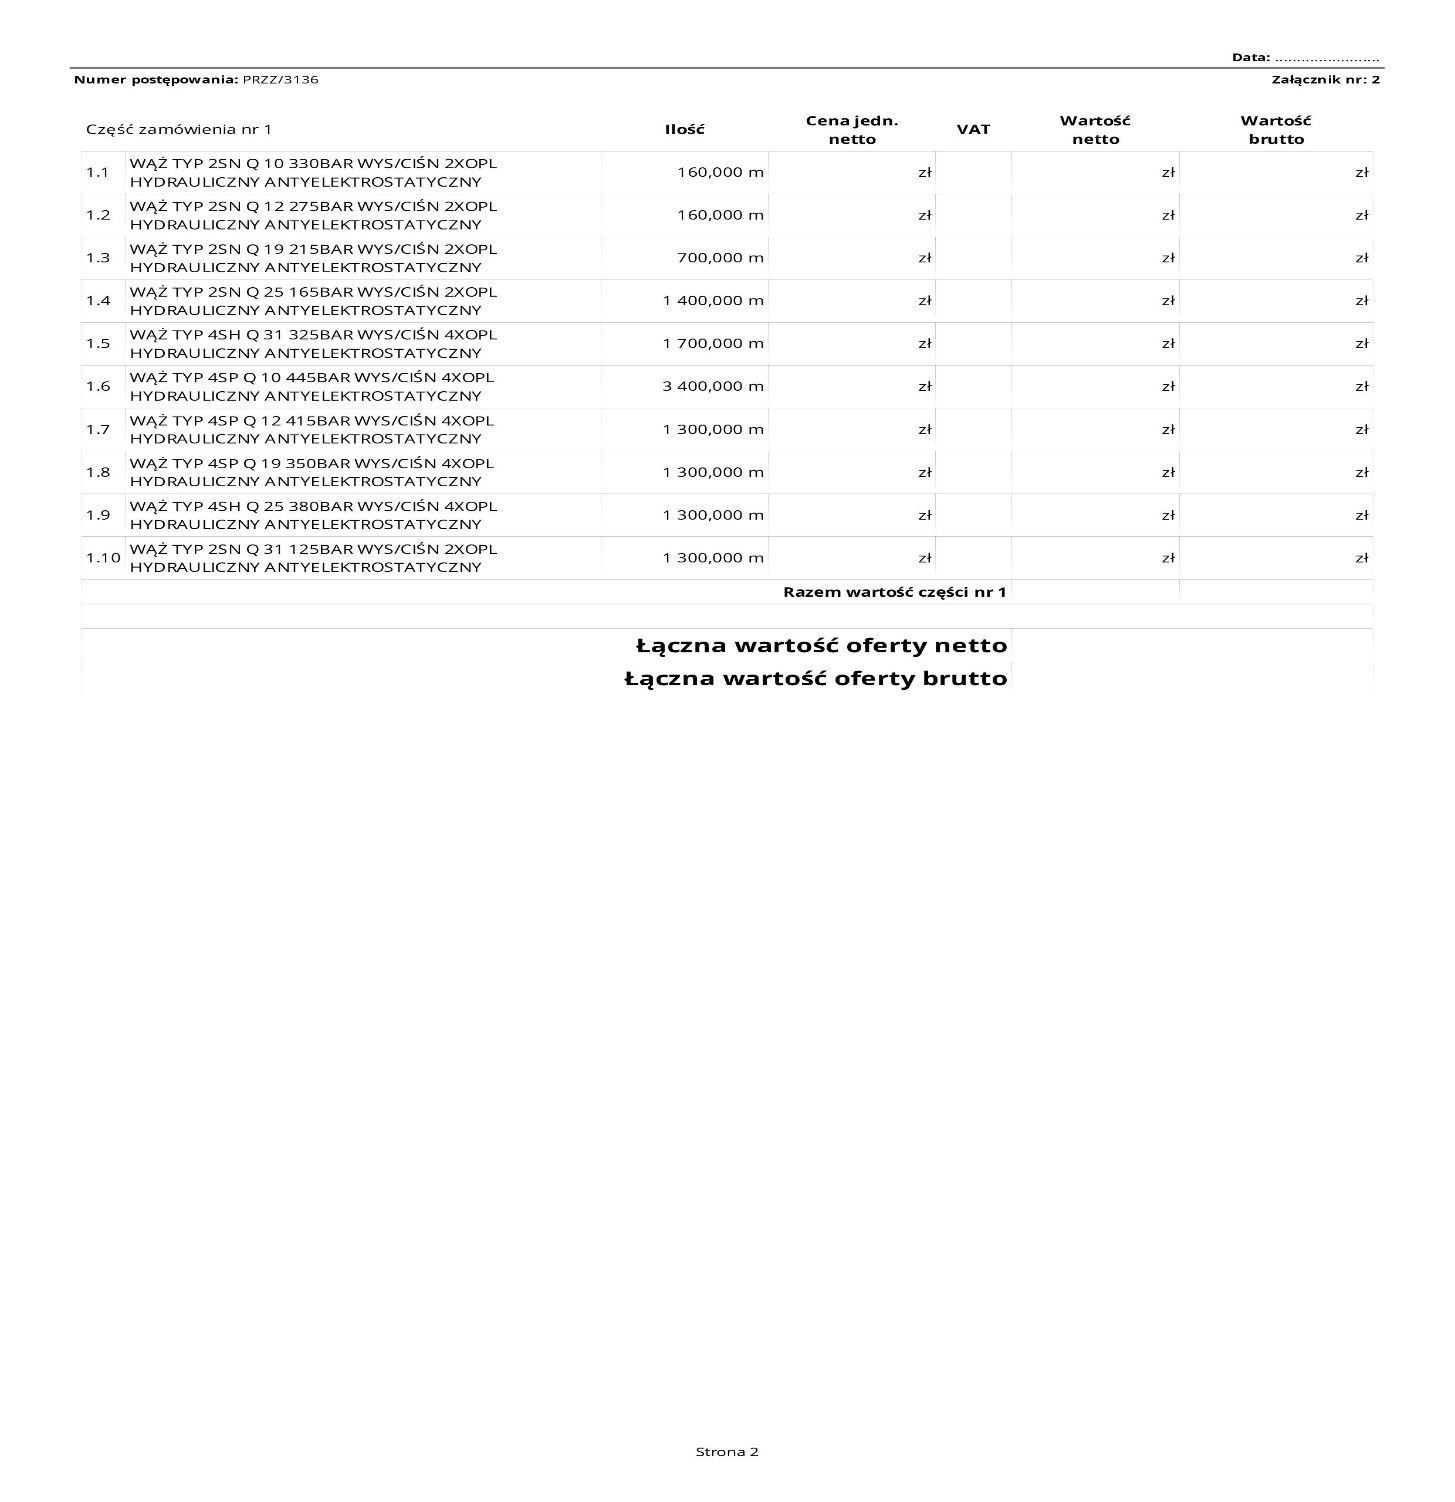 Data: ........................
Numer postępowania: PRZZ/3136 Załącznik nr: 2
Część zamówienia nr 1 Ilość Cena jedn. netto VAT Wartość netto Wartość brutto
1.1 WĄŻ TYP 2SN Q 10 330BAR WYS/CIŚN 2XOPL
HYDRAULICZNY ANTYELEKTROSTATYCZNY 160,000 m zł zł zł
1.2 WĄŻ TYP 2SN Q 12 275BAR WYS/CIŚN 2XOPL
HYDRAULICZNY ANTYELEKTROSTATYCZNY 160,000 m zł zł zł
1.3 WĄŻ TYP 2SN Q 19 215BAR WYS/CIŚN 2XOPL
HYDRAULICZNY ANTYELEKTROSTATYCZNY 700,000 m zł zł zł
1.4 WĄŻ TYP 2SN Q 25 165BAR WYS/CIŚN 2XOPL
HYDRAULICZNY ANTYELEKTROSTATYCZNY 1 400,000 m zł zł zł
1.5 WĄŻ TYP 4SH Q 31 325BAR WYS/CIŚN 4XOPL
HYDRAULICZNY ANTYELEKTROSTATYCZNY 1 700,000 m zł zł zł
1.6 WĄŻ TYP 4SP Q 10 445BAR WYS/CIŚN 4XOPL
HYDRAULICZNY ANTYELEKTROSTATYCZNY 3 400,000 m zł zł zł
1.7 WĄŻ TYP 4SP Q 12 415BAR WYS/CIŚN 4XOPL
HYDRAULICZNY ANTYELEKTROSTATYCZNY 1 300,000 m zł zł zł
1.8 WĄŻ TYP 4SP Q 19 350BAR WYS/CIŚN 4XOPL
HYDRAULICZNY ANTYELEKTROSTATYCZNY 1 300,000 m zł zł zł
1.9 WĄŻ TYP 4SH Q 25 380BAR WYS/CIŚN 4XOPL
HYDRAULICZNY ANTYELEKTROSTATYCZNY 1 300,000 m zł zł zł
1.10 WĄŻ TYP 2SN Q 31 125BAR WYS/CIŚN 2XOPL
HYDRAULICZNY ANTYELEKTROSTATYCZNY 1 300,000 m zł zł zł
Razem wartość części nr 1
Łączna wartość oferty netto
Łączna wartość oferty brutto
Strona 2